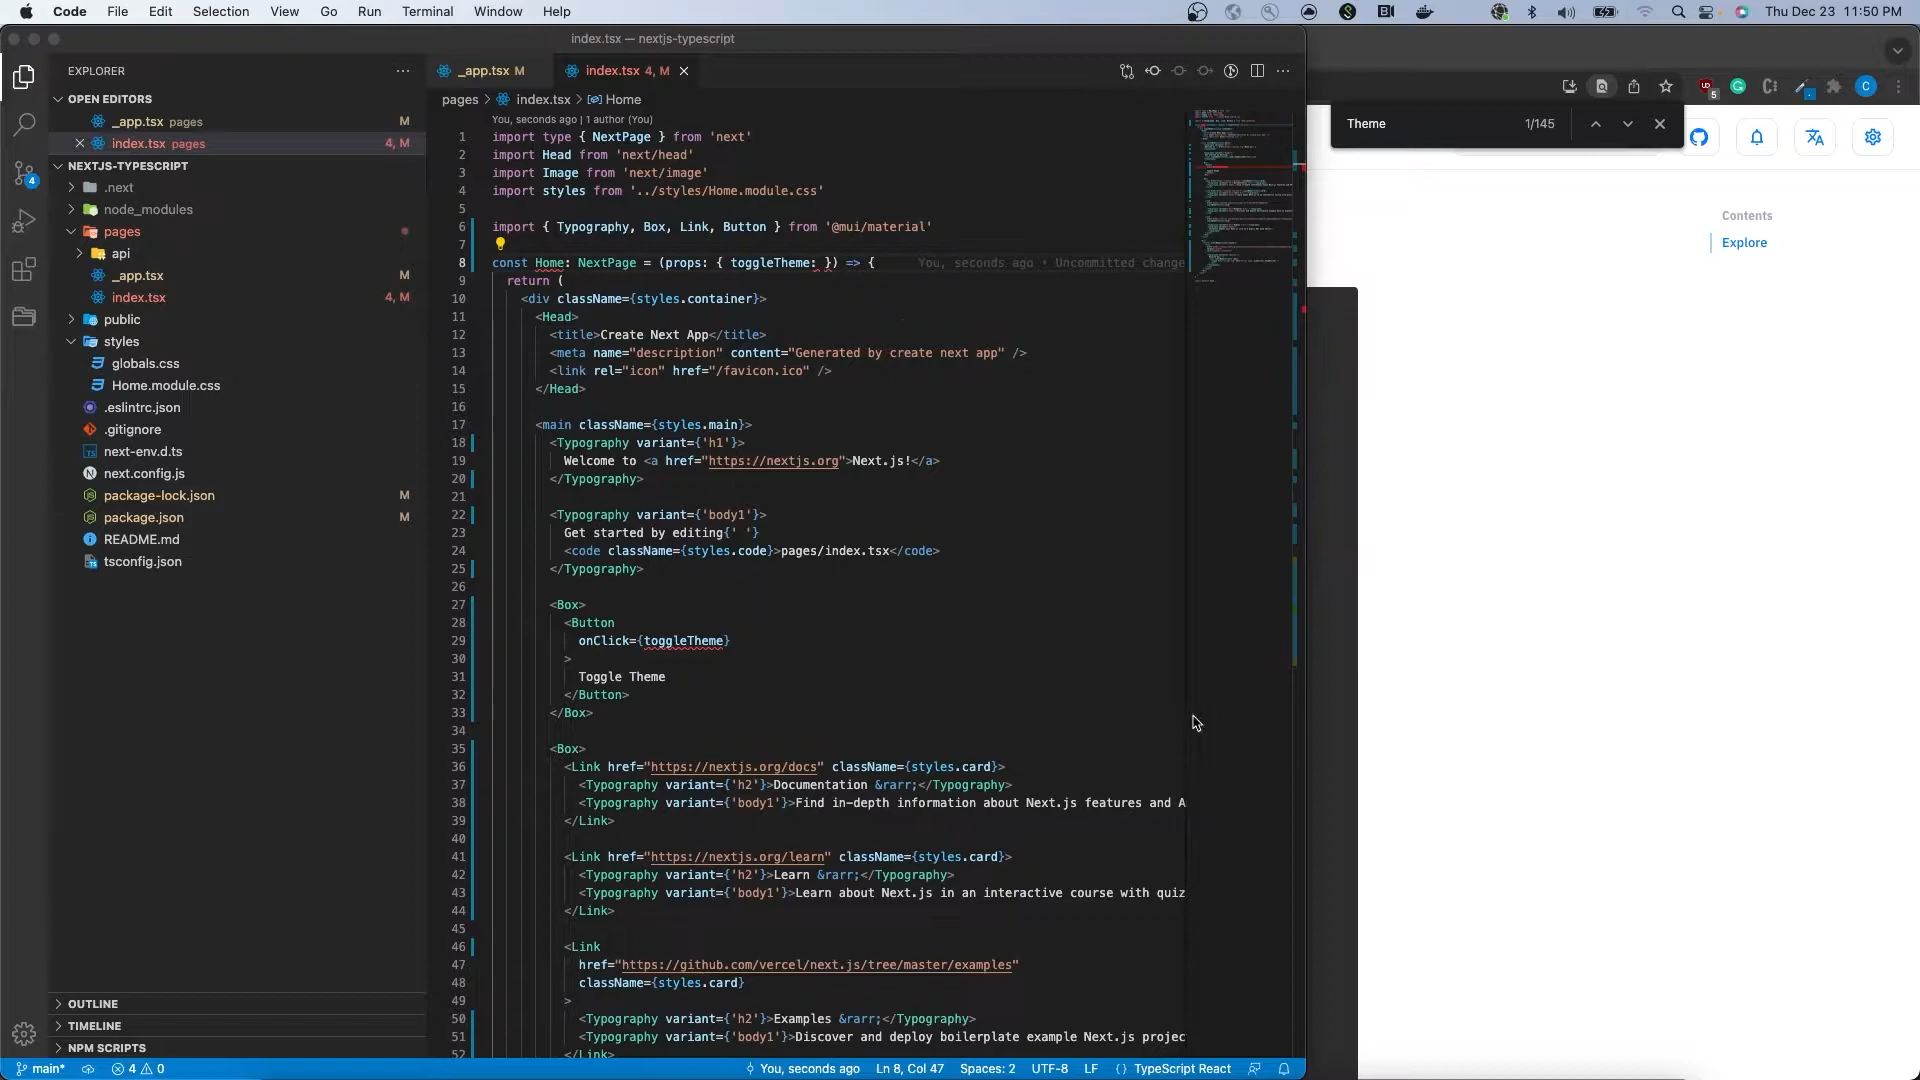 Code File Edit Selection View Go Run Terminal Window Help Thu Dec 23 11:50 PM
index.tsx — nextjs-typescript
EXPLORER
OPEN EDITORS
_app.tsx pages M
index.tsx pages 4, M
NEXTJS-TYPESCRIPT
.next
node_modules
pages
api
_app.tsx M
index.tsx 4, M
public
styles
globals.css
Home.module.css
.eslintrc.json
.gitignore
next-env.d.ts
next.config.js
package-lock.json M
package.json M
README.md
tsconfig.json
OUTLINE
TIMELINE
NPM SCRIPTS
4
_app.tsx M index.tsx 4, M
pages > index.tsx > Home
You, seconds ago | 1 author (You)
1 import type { NextPage } from 'next'
2 import Head from 'next/head'
3 import Image from 'next/image'
4 import styles from '../styles/Home.module.css'
5
6 import { Typography, Box, Link, Button } from '@mui/material'
7
8 const Home: NextPage = (props: { toggleTheme: }) => { You, seconds ago • Uncommitted change
9 return (
10 <div className={styles.container}>
11 <Head>
12 <title>Create Next App</title>
13 <meta name="description" content="Generated by create next app" />
14 <link rel="icon" href="/favicon.ico" />
15 </Head>
16
17 <main className={styles.main}>
18 <Typography variant={'h1'}>
19 Welcome to <a href="https://nextjs.org">Next.js!</a>
20 </Typography>
21
22 <Typography variant={'body1'}>
23 Get started by editing{' '}
24 <code className={styles.code}>pages/index.tsx</code>
25 </Typography>
26
27 <Box>
28 <Button
29 onClick={toggleTheme}
30 >
31 Toggle Theme
32 </Button>
33 </Box>
34
35 <Box>
36 <Link href="https://nextjs.org/docs" className={styles.card}>
37 <Typography variant={'h2'}>Documentation &rarr;</Typography>
38 <Typography variant={'body1'}>Find in-depth information about Next.js features and A
39 </Link>
40
41 <Link href="https://nextjs.org/learn" className={styles.card}>
42 <Typography variant={'h2'}>Learn &rarr;</Typography>
43 <Typography variant={'body1'}>Learn about Next.js in an interactive course with quiz
44 </Link>
45
46 <Link
47 href="https://github.com/vercel/next.js/tree/master/examples"
48 className={styles.card}
49 >
50 <Typography variant={'h2'}>Examples &rarr;</Typography>
51 <Typography variant={'body1'}>Discover and deploy boilerplate example Next.js projec
52 </Link>
main* 4 0 You, seconds ago Ln 8, Col 47 Spaces: 2 UTF-8 LF {} TypeScript React
5 C
Theme 1/145
Contents
Explore